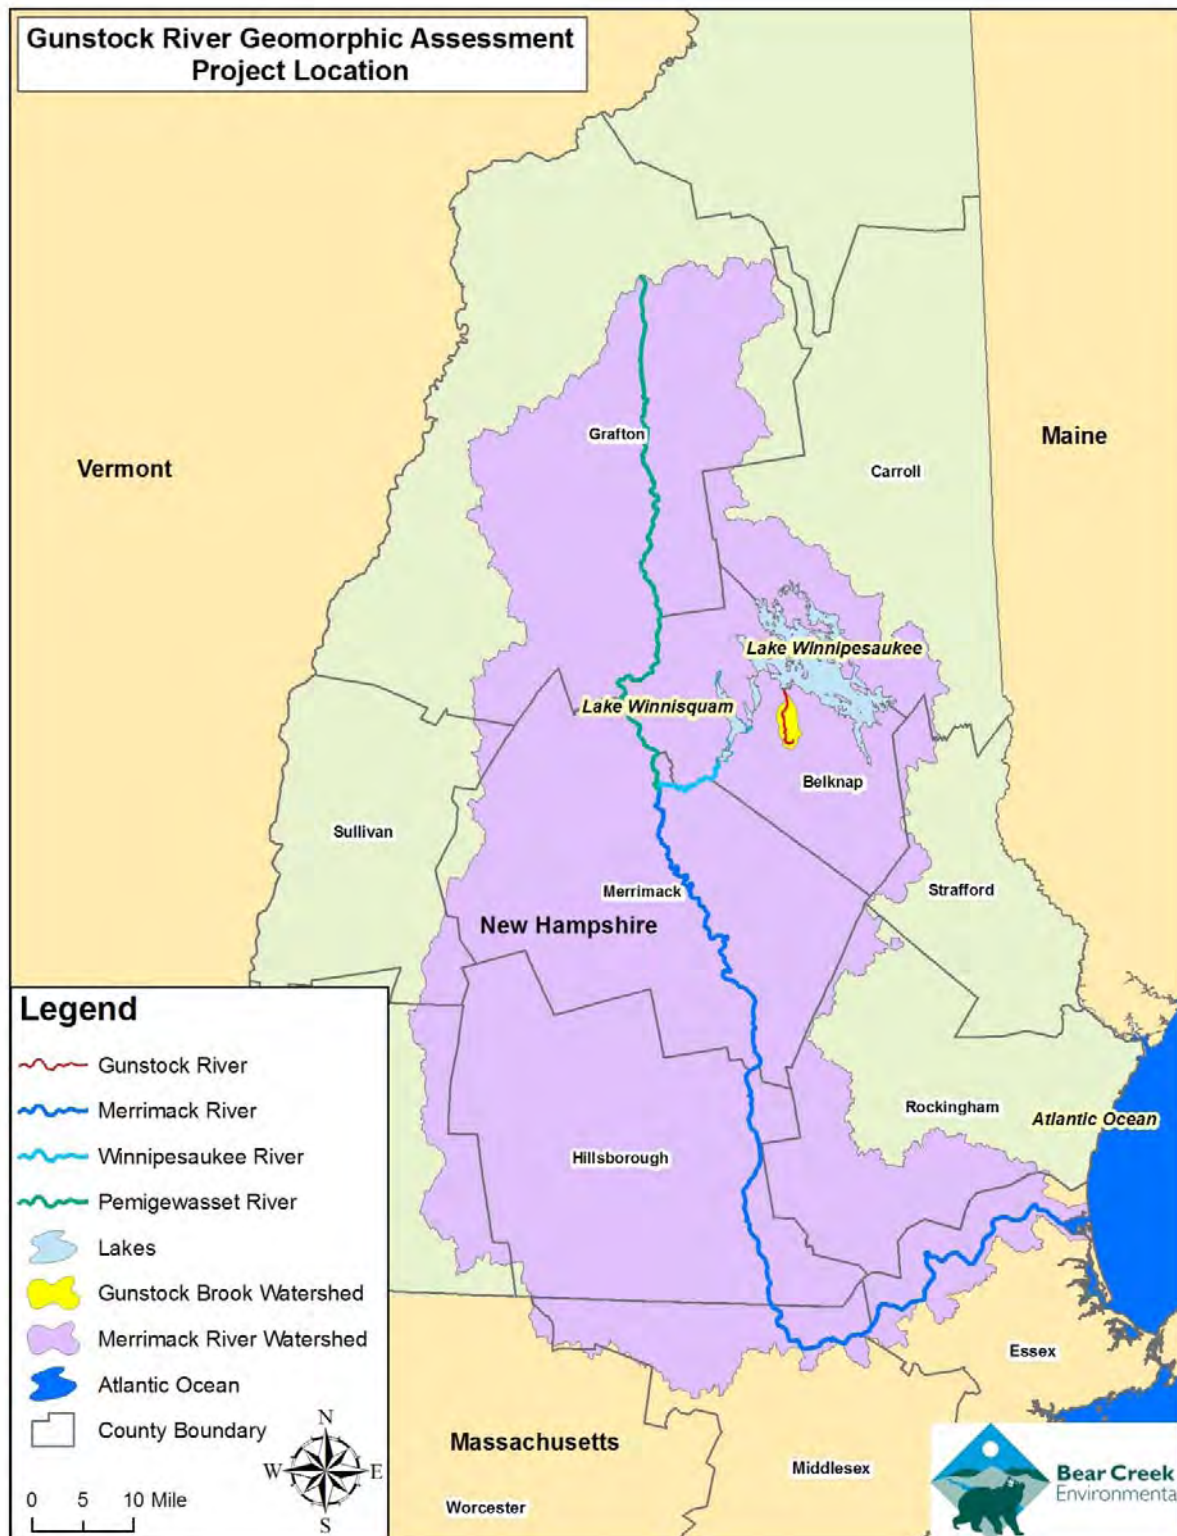 Gunstock River Geomorphic Assessment
Project Location
Vermont
Maine
Grafton
Carroll
Lake Winnipesaukee
Lake Winnisquam
Belknap
Sullivan
Strafford
Merrimack
New Hampshire
Rockingham
Atlantic Ocean
Hillsborough
Essex
Massachusetts
Middlesex
Worcester
Legend
Gunstock River
Merrimack River
Winnipesaukee River
Pemigewasset River
Lakes
Gunstock Brook Watershed
Merrimack River Watershed
Atlantic Ocean
County Boundary
N
W E
S
0 5 10 Mile
Bear Creek
Environmenta